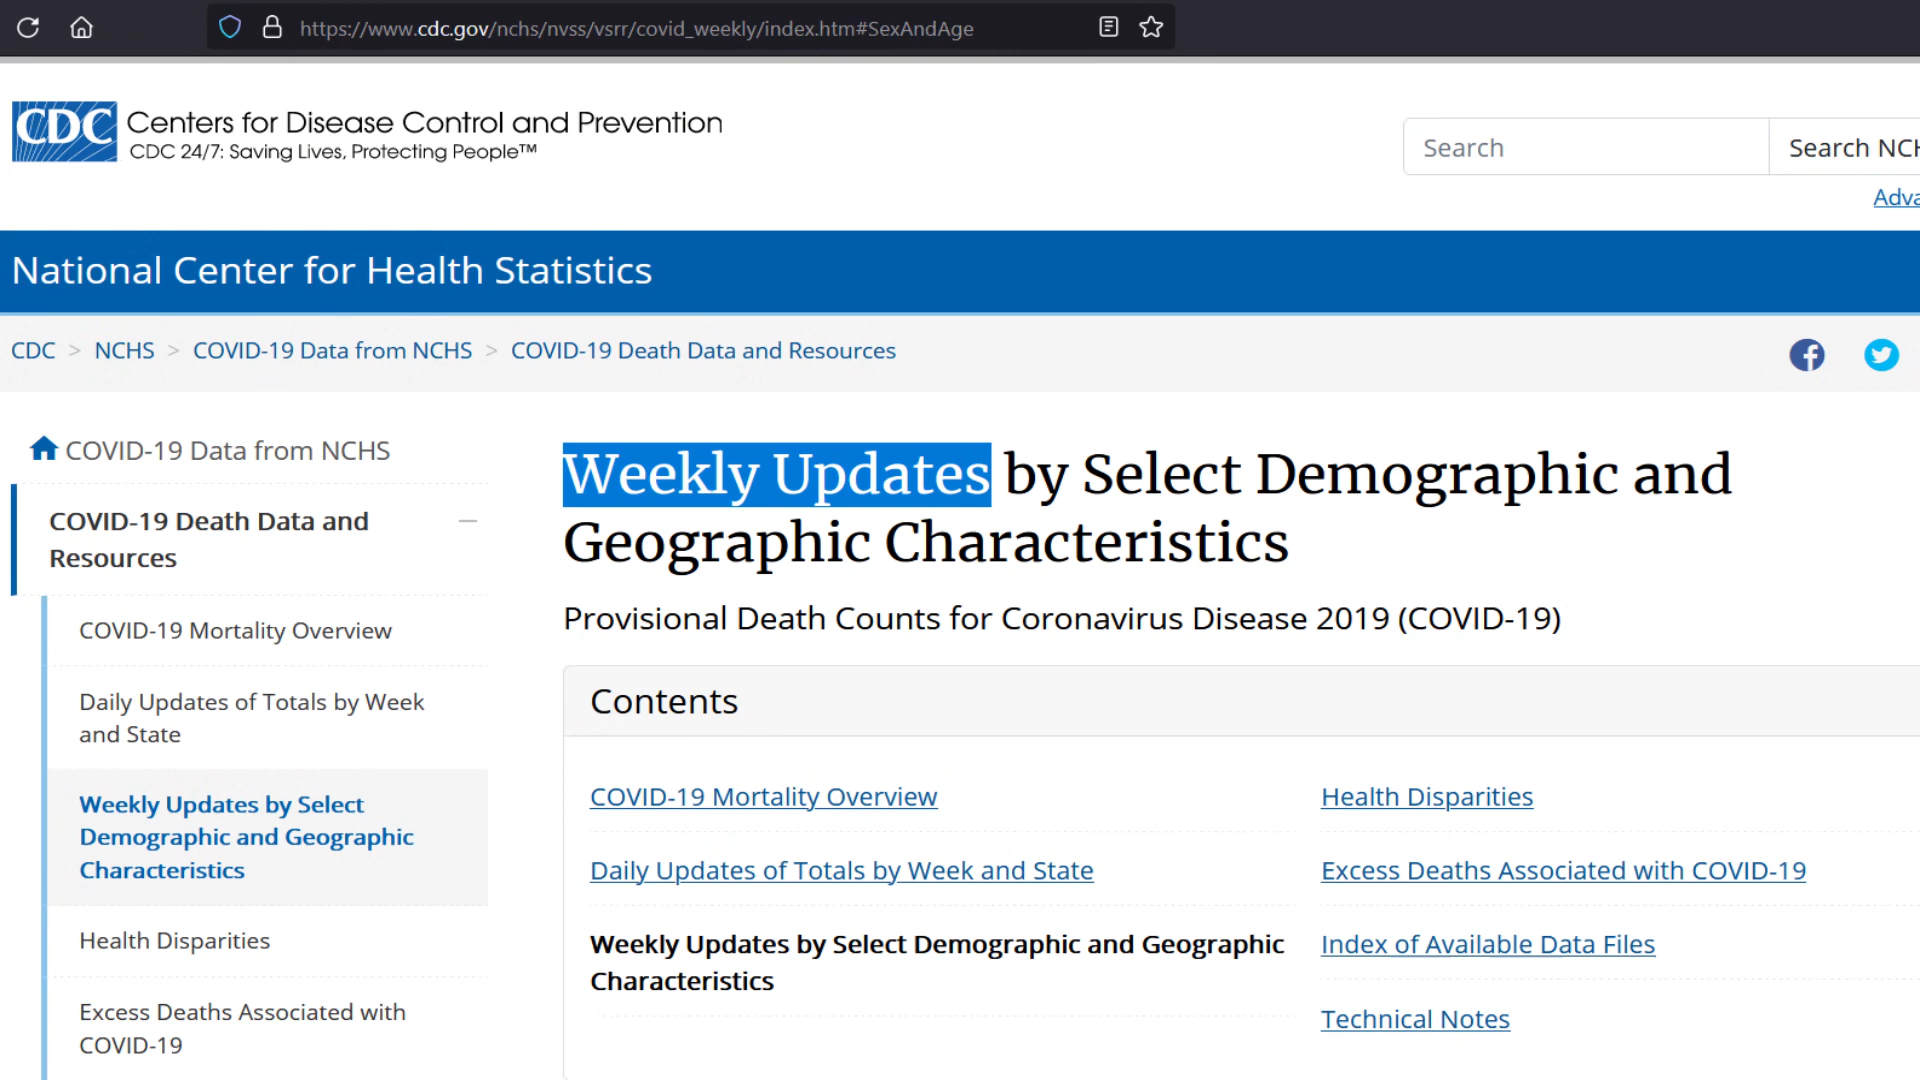 https://www.cdc.gov/nchs/nvss/vsrr/covid_weekly/index.htm#SexAndAge
CDC
Centers for Disease Control and Prevention
CDC 24/7: Saving Lives, Protecting People™
Search
Search NCH
Adva
National Center for Health Statistics
CDC > NCHS > COVID-19 Data from NCHS > COVID-19 Death Data and Resources
COVID-19 Data from NCHS
COVID-19 Death Data and
Resources
COVID-19 Mortality Overview
Daily Updates of Totals by Week
and State
Weekly Updates by Select
Demographic and Geographic
Characteristics
Health Disparities
Excess Deaths Associated with
COVID-19
Weekly Updates by Select Demographic and
Geographic Characteristics
Provisional Death Counts for Coronavirus Disease 2019 (COVID-19)
Contents
COVID-19 Mortality Overview
Daily Updates of Totals by Week and State
Weekly Updates by Select Demographic and Geographic
Characteristics
Health Disparities
Excess Deaths Associated with COVID-19
Index of Available Data Files
Technical Notes